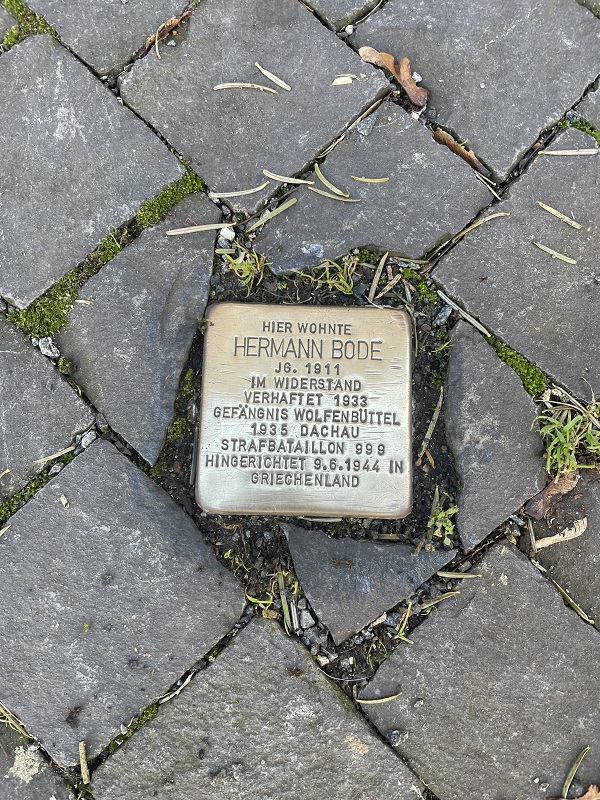 HIER WOHNTE
HERMANN BODE
JG. 1911
IM WIDERSTAND
VERHAFTET 1933
GEFÄNGNIS WOLFENBÜTTEL
1935 DACHAU
STRAFBATAILLON 999
HINGERICHTET 9.6.1944 IN
GRIECHENLAND